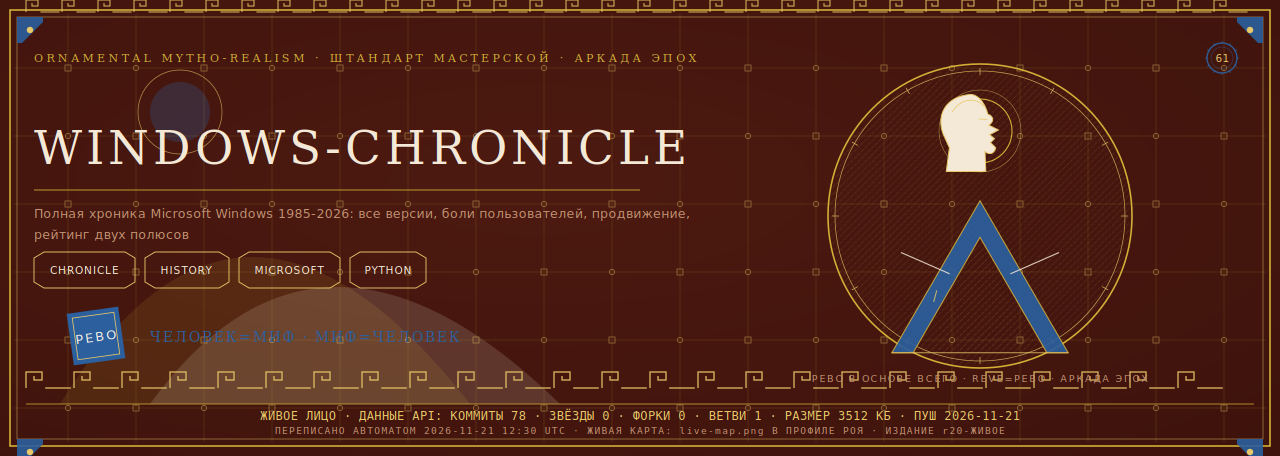 ORNAMENTAL MYTHO-REALISM · ШТАНДАРТ МАСТЕРСКОЙ · АРКАДА ЭПОХ
61
WINDOWS-CHRONICLE
Полная хроника Microsoft Windows 1985-2026: все версии, боли пользователей, продвижение,
рейтинг двух полюсов
CHRONICLE
HISTORY
MICROSOFT
PYTHON
РЕВО
ЧЕЛОВЕК=МИФ · МИФ=ЧЕЛОВЕК
РЕВО В ОСНОВЕ ВСЕГО · REVE=РЕВО · АРКАДА ЭПОХ
ЖИВОЕ ЛИЦО · ДАННЫЕ API: КОММИТЫ 78 · ЗВЁЗДЫ 0 · ФОРКИ 0 · ВЕТВИ 1 · РАЗМЕР 3512 КБ · ПУШ 2026-11-21
ПЕРЕПИСАНО АВТОМАТОМ 2026-11-21 12:30 UTC · ЖИВАЯ КАРТА: live-map.png В ПРОФИЛЕ РОЯ · ИЗДАНИЕ r20-ЖИВОЕ